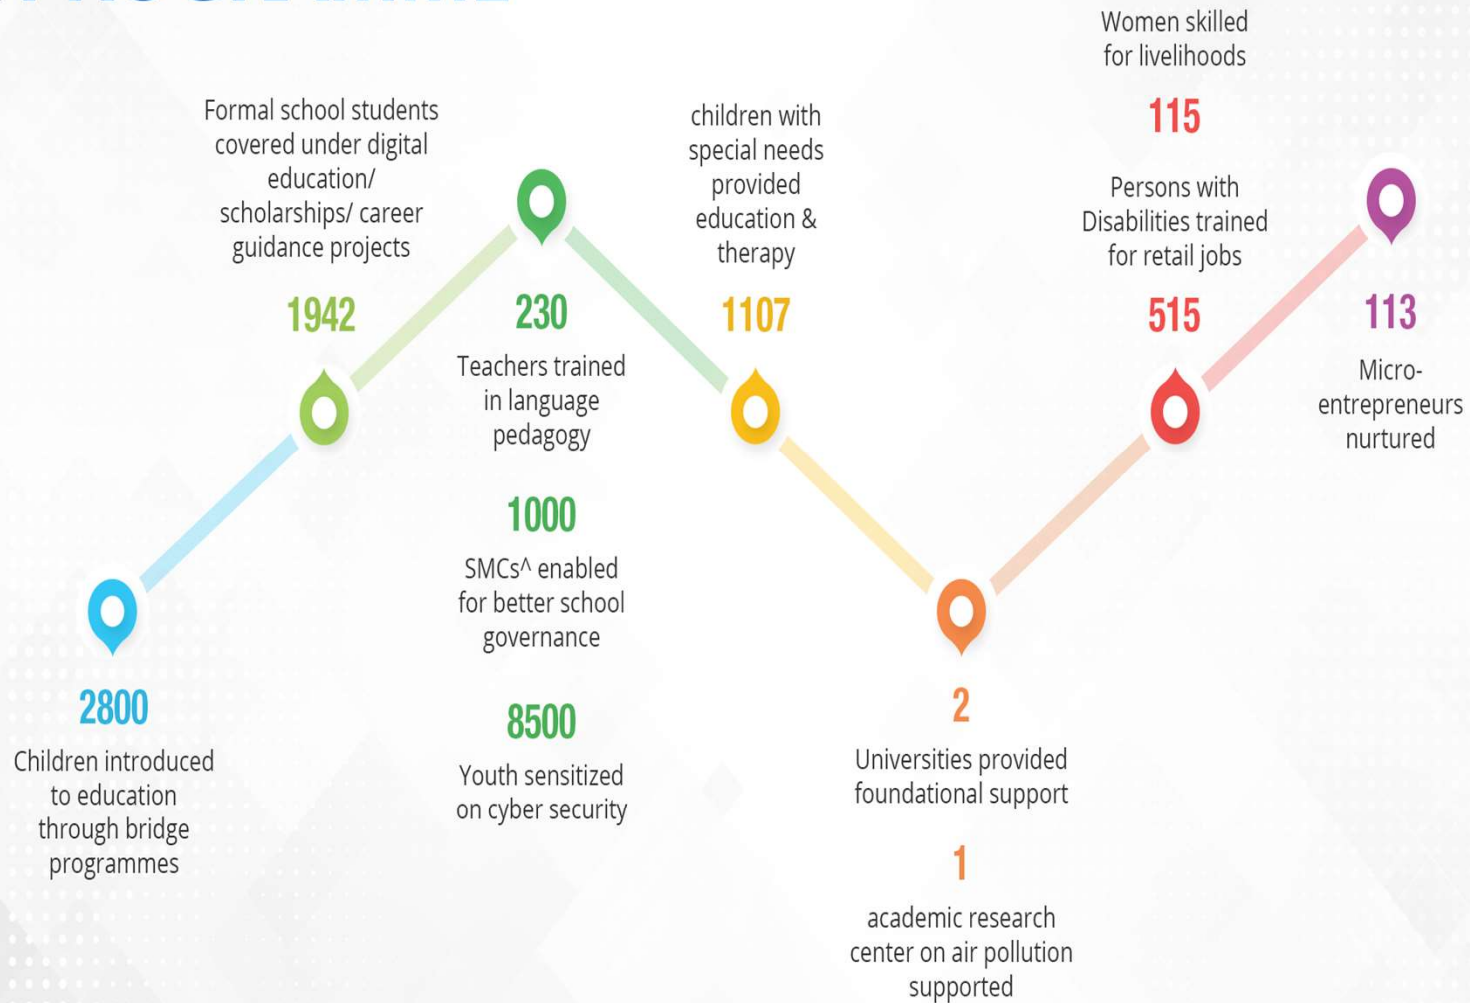 Formal school students
covered under digital
education/
scholarships/ career
guidance projects
1942
230
Teachers trained
in language
pedagogy
1000
SMCs^ enabled
for better school
governance
8500
Youth sensitized
on cyber security
2800
Children introduced
to education
through bridge
programmes
children with
special needs
provided
education &
therapy
1107
2
Universities provided
foundational support
1
academic research
center on air pollution
supported
Women skilled
for livelihoods
115
Persons with
Disabilities trained
for retail jobs
515
113
Micro-
entrepreneurs
nurtured